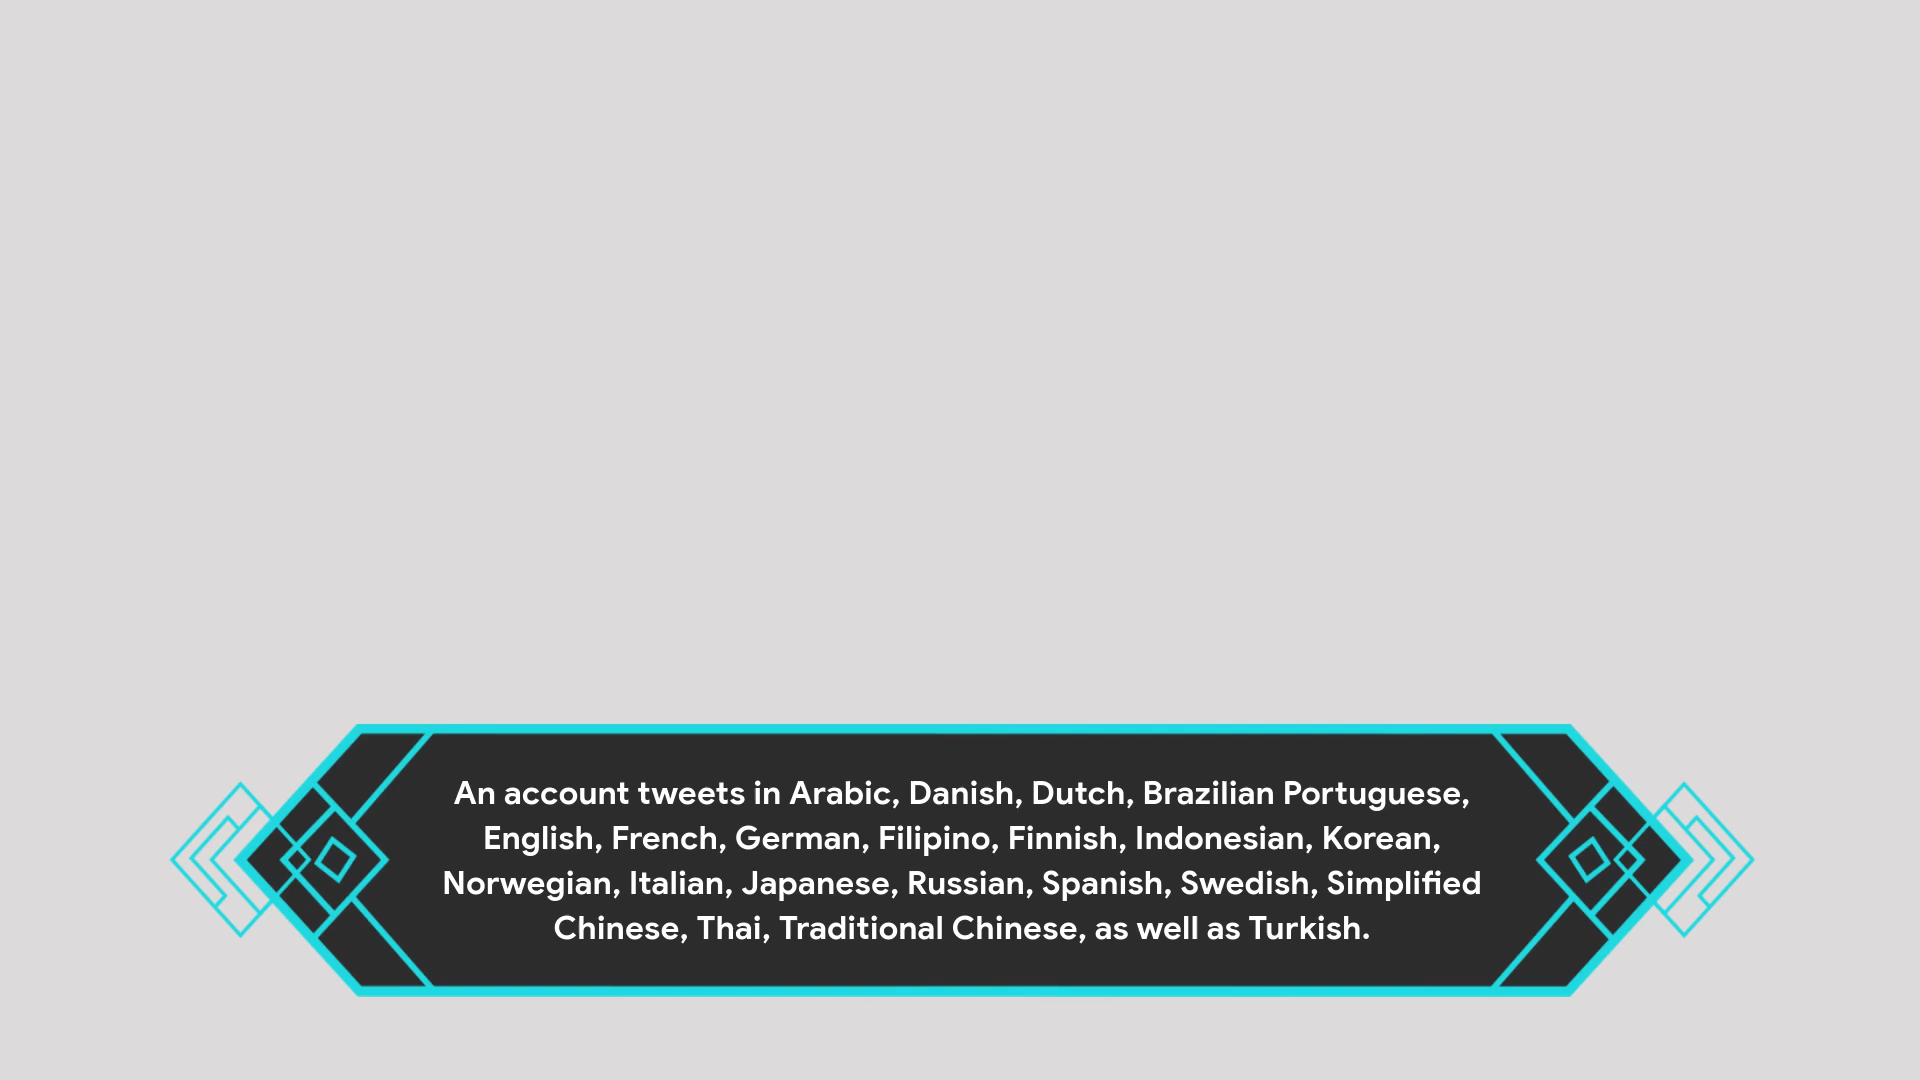 An account tweets in Arabic, Danish, Dutch, Brazilian Portuguese,
English, French, German, Filipino, Finnish, Indonesian, Korean,
Norwegian, Italian, Japanese, Russian, Spanish, Swedish, Simplified
Chinese, Thai, Traditional Chinese, as well as Turkish.